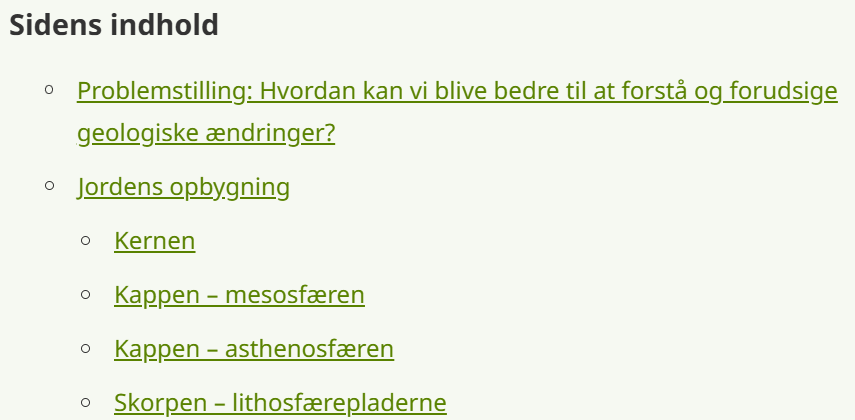 Sidens indhold
Problemstilling: Hvordan kan vi blive bedre til at forstå og forudsige
geologiske ændringer?
Jordens opbygning
Kernen
Kappen – mesosfæren
Kappen – asthenosfæren
Skorpen – lithosfærepladerne